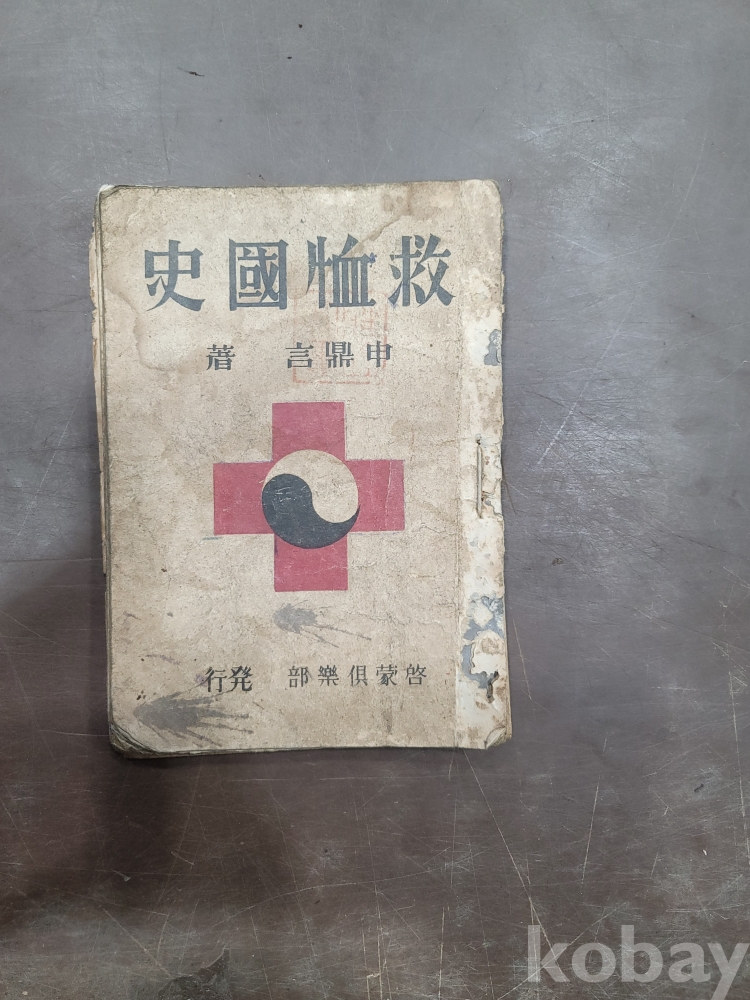 救恤國史
申鼎言 著
啓蒙俱樂部 発行
kobay